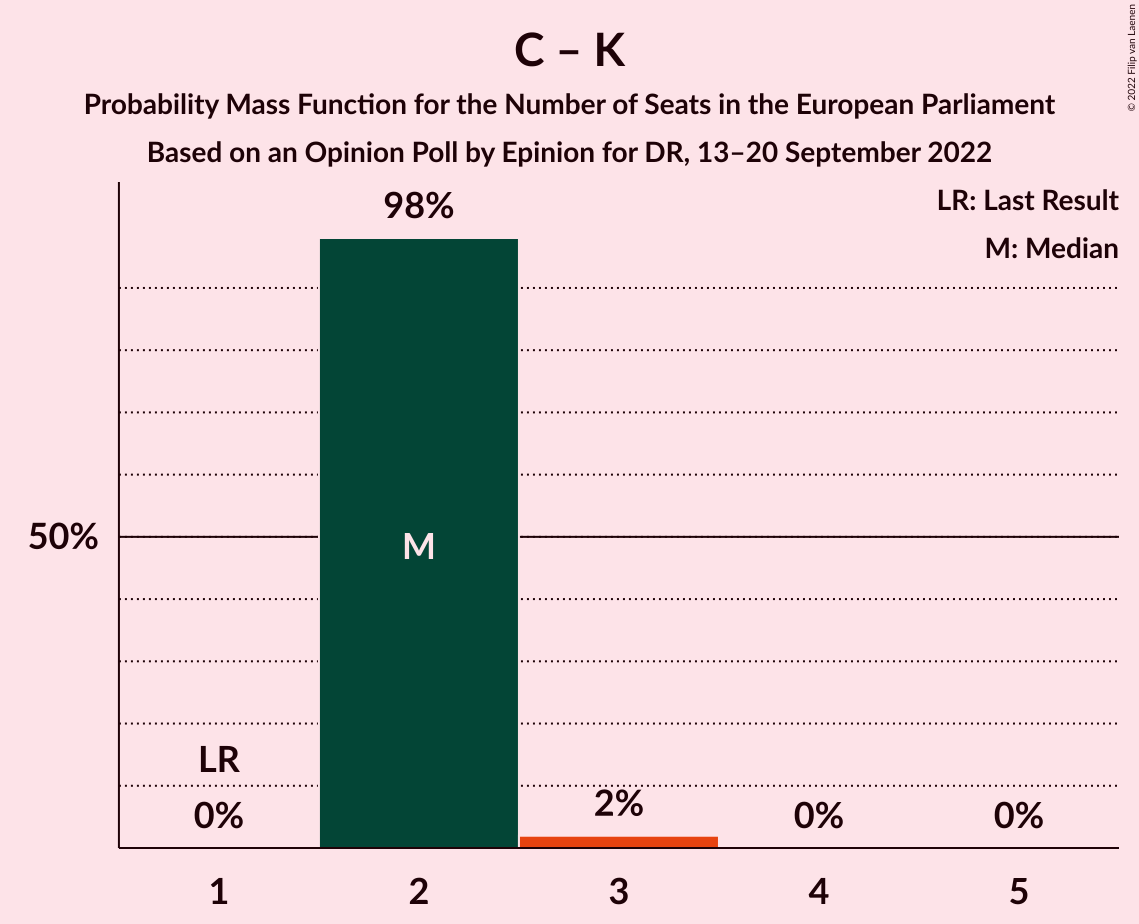 C – K
Probability Mass Function for the Number of Seats in the European Parliament
Based on an Opinion Poll by Epinion for DR, 13–20 September 2022
© 2022 Filip van Laenen
LR: Last Result
M: Median
98%
50%
M
LR
0%
2%
0%
0%
1
2
3
4
5